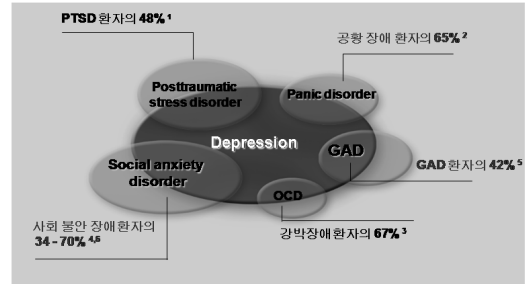 PTSD 환자의 48% ¹
공황 장애 환자의 65% ²
Posttraumatic
stress disorder
Panic disorder
Depression
GAD
Social anxiety
disorder
GAD 환자의 42% ⁵
OCD
사회 불안 장애환자의
34 - 70% ⁴,⁶
강박장애환자의 67% ³